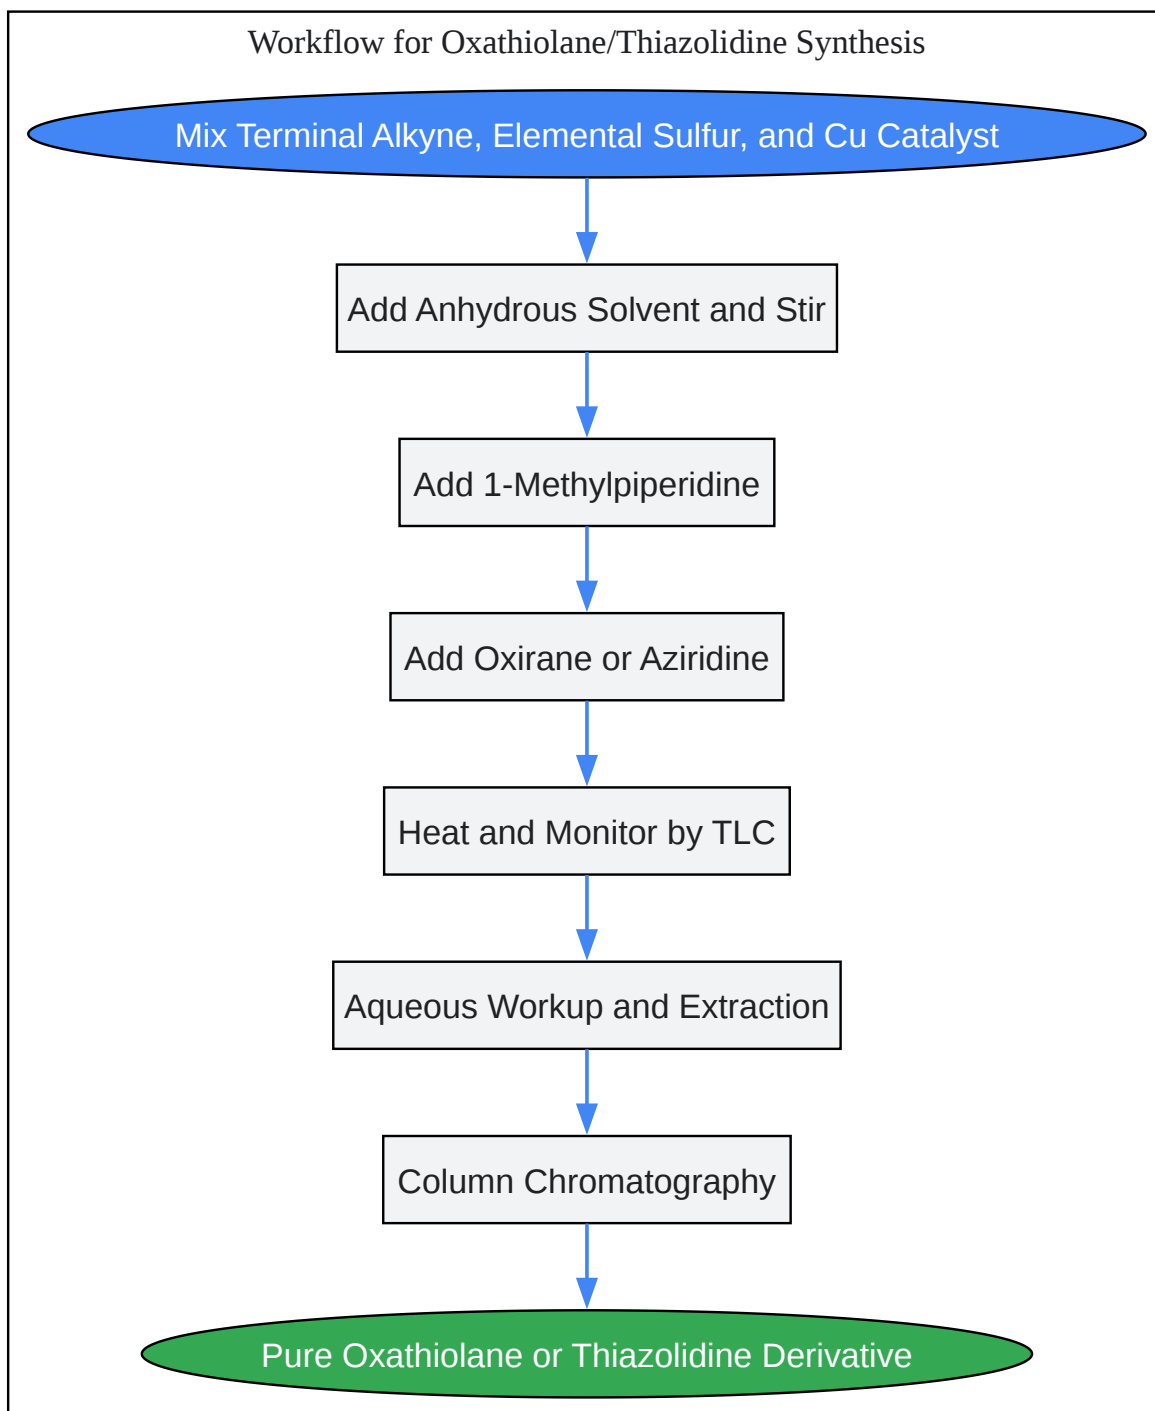 Workflow for Oxathiolane/Thiazolidine Synthesis
Mix Terminal Alkyne, Elemental Sulfur, and Cu Catalyst
Add Anhydrous Solvent and Stir
Add 1-Methylpiperidine
Add Oxirane or Aziridine
Heat and Monitor by TLC
Aqueous Workup and Extraction
Column Chromatography
Pure Oxathiolane or Thiazolidine Derivative